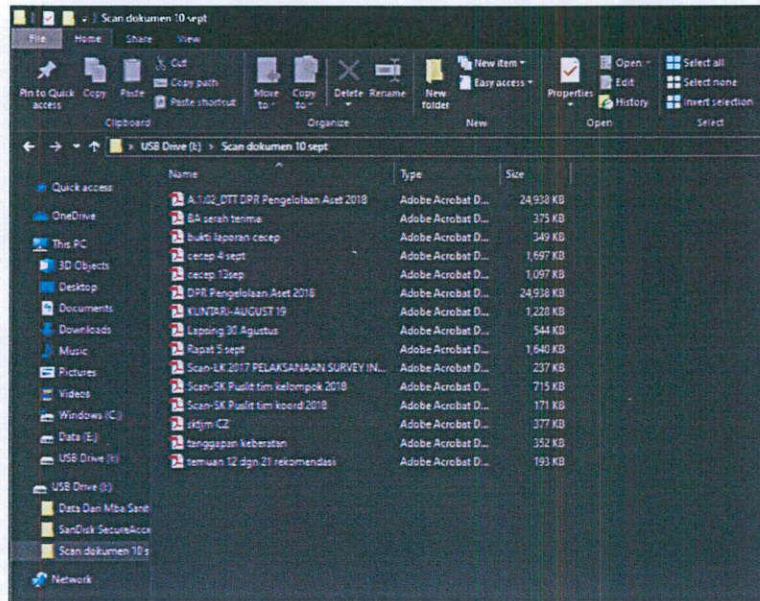 Scan dokumen 10 sept
File Home Share View
Pin to Quick access
Copy
Paste
Cut
Copy path
Paste shortcut
Clipboard
Move to
Copy to
Delete
Rename
Organize
New folder
New item
Easy access
New
Properties
Open
Edit
History
Open
Select all
Select none
Invert selection
Select
USB Drive (I:) > Scan dokumen 10 sept
Name Type Size
A.1.02_DTT DPR Pengelolaan Aset 2018 Adobe Acrobat D... 24,938 KB
BA serah terima Adobe Acrobat D... 375 KB
bukti laporan cecep Adobe Acrobat D... 349 KB
cecep 4 sept Adobe Acrobat D... 1,697 KB
cecep 13sep Adobe Acrobat D... 1,097 KB
DPR Pengelolaan Aset 2018 Adobe Acrobat D... 24,938 KB
KUNTARI-AUGUST 19 Adobe Acrobat D... 1,228 KB
Lapsing 30 Agustus Adobe Acrobat D... 544 KB
Rapat 5 sept Adobe Acrobat D... 1,640 KB
Scan-LK 2017 PELAKSANAAN SURVEY IN... Adobe Acrobat D... 237 KB
Scan-SK Puslit tim kelompok 2018 Adobe Acrobat D... 715 KB
Scan-SK Puslit tim koord 2018 Adobe Acrobat D... 171 KB
sktjm CZ Adobe Acrobat D... 377 KB
tanggapan keberatan Adobe Acrobat D... 352 KB
temuan 12 dgn 21 rekomendasi Adobe Acrobat D... 193 KB
Quick access
OneDrive
This PC
3D Objects
Desktop
Documents
Downloads
Music
Pictures
Videos
Windows (C:)
Data (E:)
USB Drive (I:)
USB Drive (I:)
Data Dari Mba Santi
SanDisk SecureAcce
Scan dokumen 10 s
Network